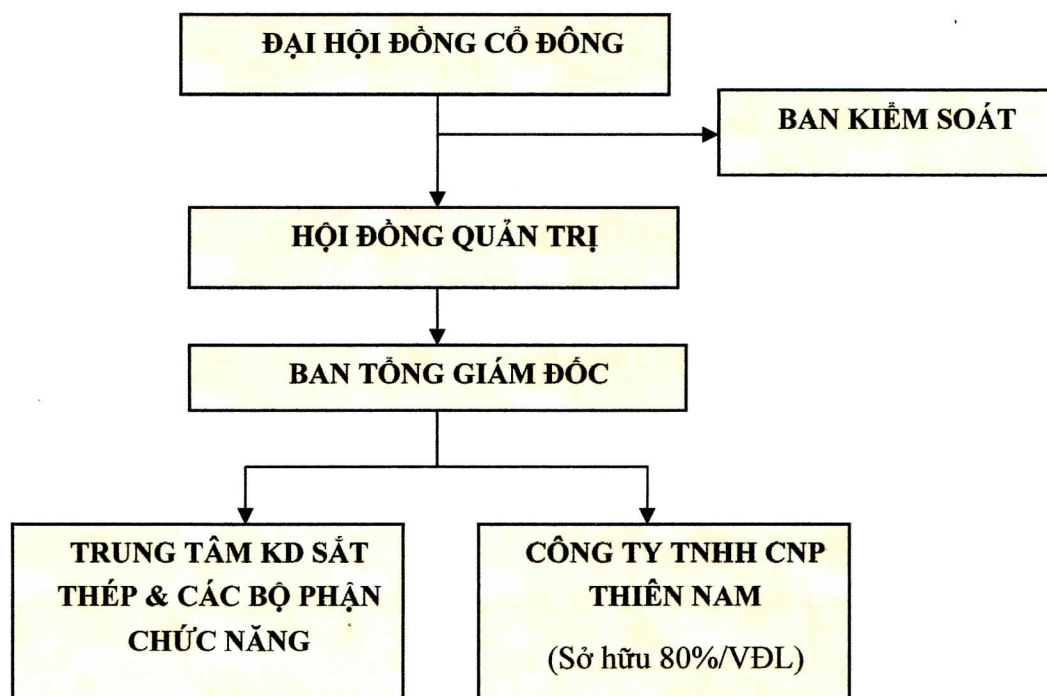 ĐẠI HỘI ĐỒNG CỔ ĐÔNG
BAN KIỂM SOÁT
HỘI ĐỒNG QUẢN TRỊ
BAN TỔNG GIÁM ĐỐC
TRUNG TÂM KD SẮT
THÉP & CÁC BỘ PHẬN
CHỨC NĂNG
CÔNG TY TNHH CNP
THIÊN NAM
(Sở hữu 80%/VĐL)